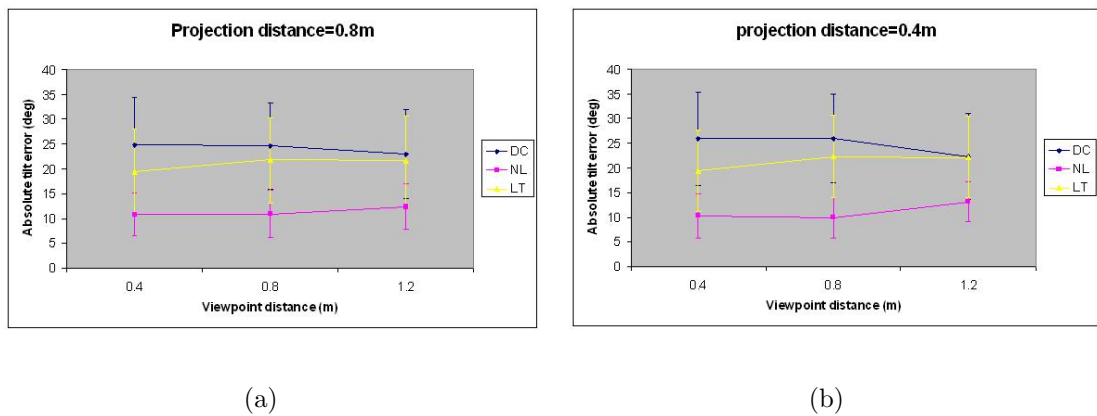 Projection distance=0.8m
40
35
30
25
20
15
10
5
0
Absolute tilt error (deg)
0.4 0.8 1.2
Viewpoint distance (m)
DC
NL
LT
(a)
projection distance=0.4m
40
35
30
25
20
15
10
5
0
Absolute tilt error (deg)
0.4 0.8 1.2
Viewpoint distance (m)
DC
NL
LT
(b)